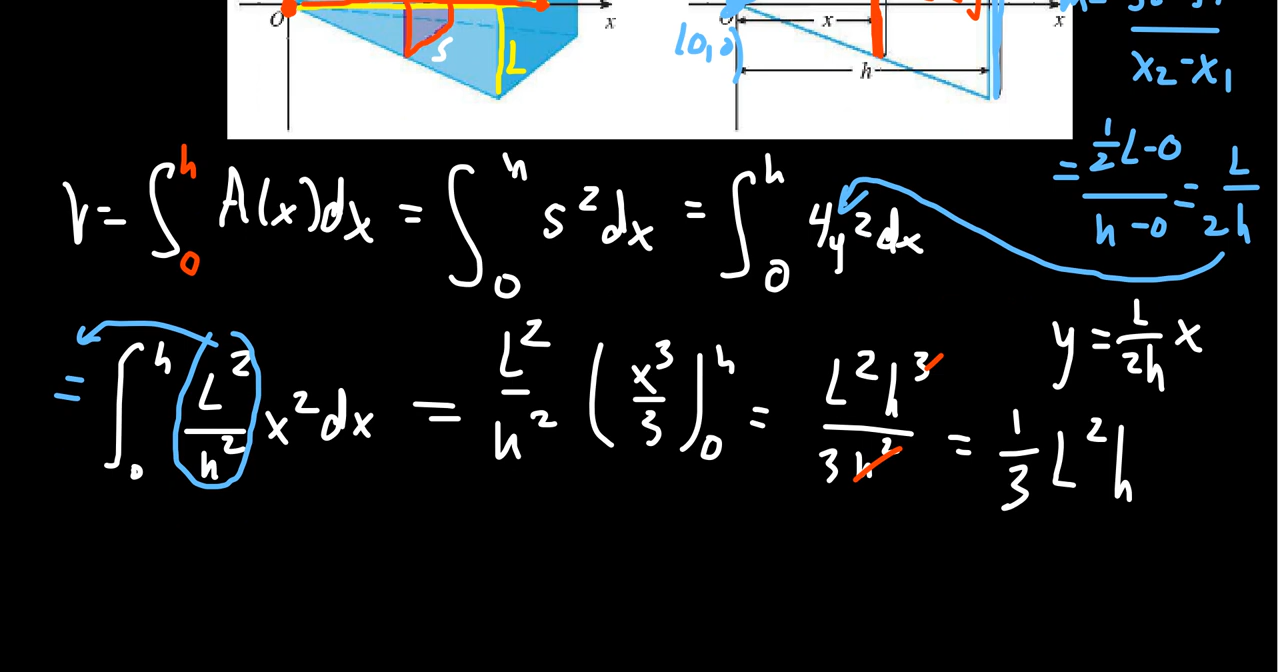 O x O x x
s L (0,0) h
x₂-x₁
= (½L-0)/(h-0) = L/2h
V = ∫₀ʰ A(x)dx = ∫₀ʰ s²dx = ∫₀ʰ 4y²dx
y = L/2h x
= ∫₀ʰ L²/h² x²dx = L²/h² (x³/3)₀ʰ = L²h³/3h² = 1/3 L²h